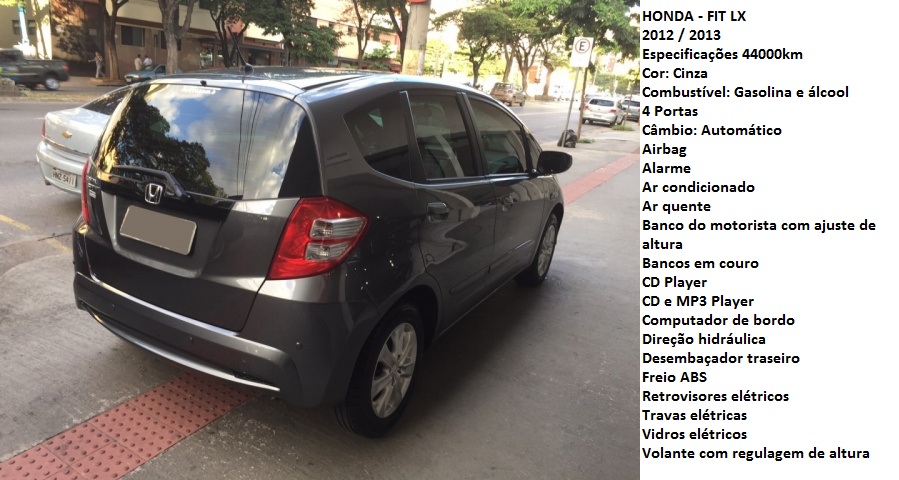 HONDA - FIT LX
2012 / 2013
Especificações 44000km
Cor: Cinza
Combustível: Gasolina e álcool
4 Portas
Câmbio: Automático
Airbag
Alarme
Ar condicionado
Ar quente
Banco do motorista com ajuste de
altura
Bancos em couro
CD Player
CD e MP3 Player
Computador de bordo
Direção hidráulica
Desembaçador traseiro
Freio ABS
Retrovisores elétricos
Travas elétricas
Vidros elétricos
Volante com regulagem de altura
E